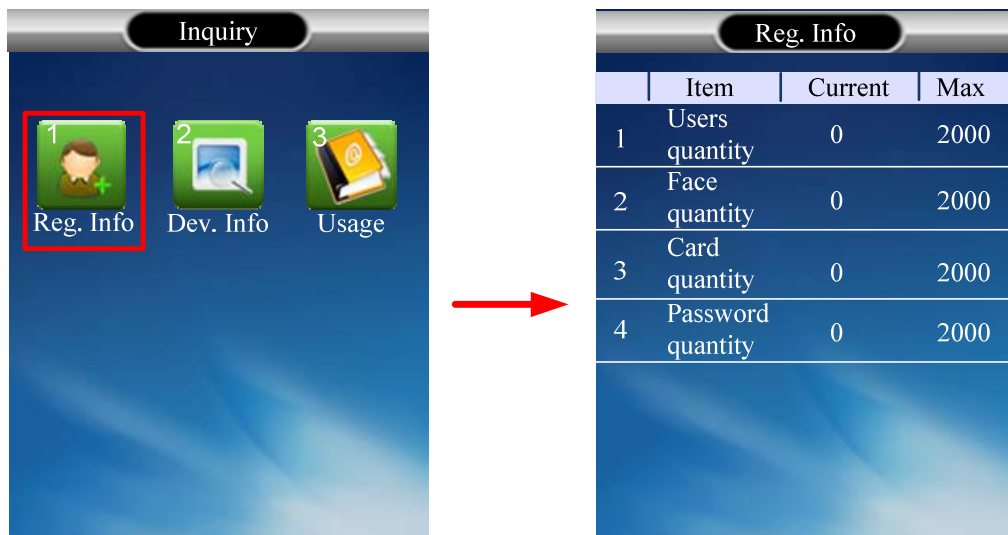 Inquiry
1 2 3
Reg. Info Dev. Info Usage
Reg. Info
Item Current Max
1 Users quantity 0 2000
2 Face quantity 0 2000
3 Card quantity 0 2000
4 Password quantity 0 2000